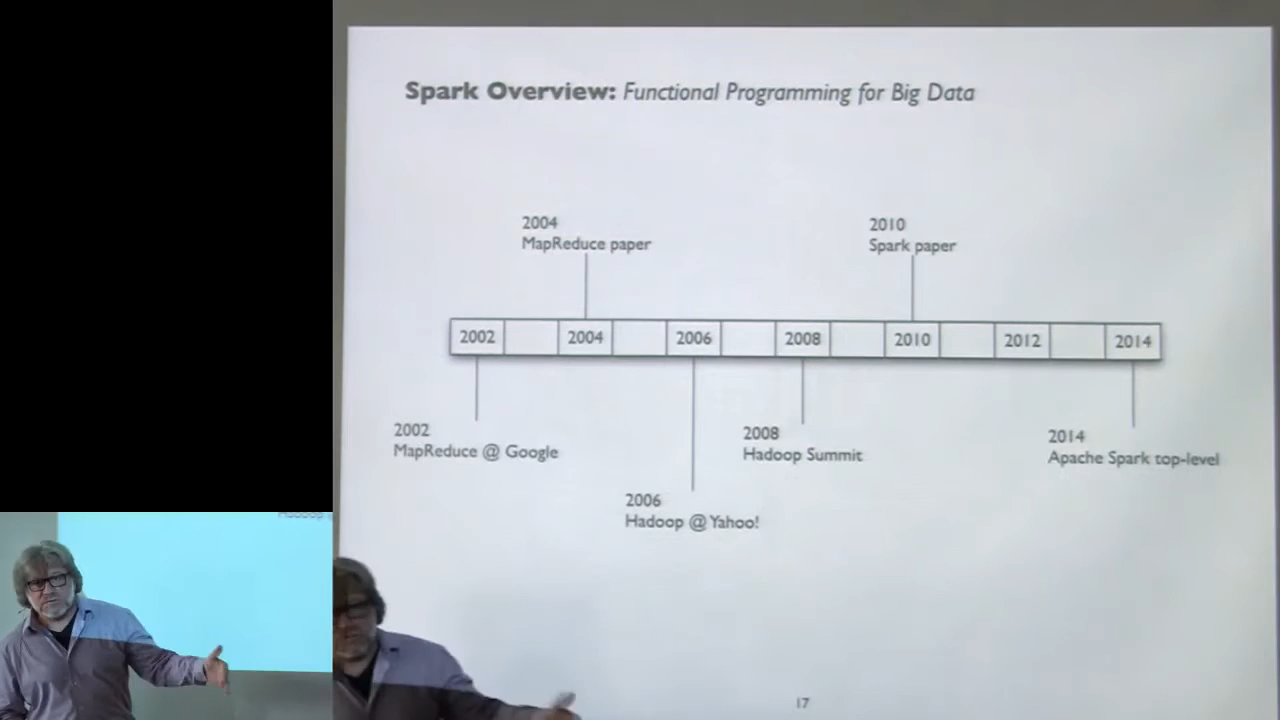 Spark Overview: Functional Programming for Big Data
2004
MapReduce paper
2010
Spark paper
2002
2004
2006
2008
2010
2012
2014
2002
MapReduce @ Google
2008
Hadoop Summit
2014
Apache Spark top-level
2006
Hadoop @ Yahoo!
17